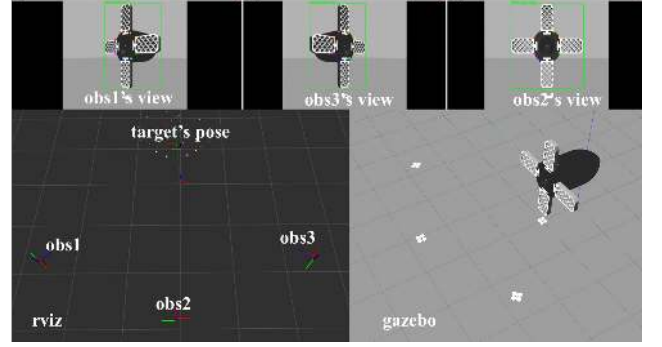 obs1's view
obs3's view
obs2's view
target's pose
obs1
obs3
obs2
rviz
gazebo